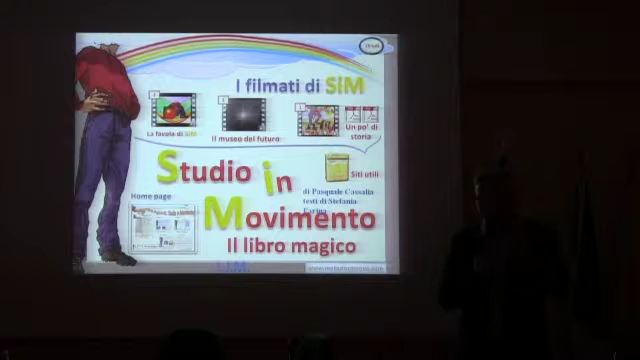 I filmati di SiM
La favola di SiM
Il museo del futuro
Un po' di
storia
Studio in
Siti utili
Home page
di Pasquale Cassalia
testi di Stefania
Farina
Movimento
Il libro magico
L.I.M.